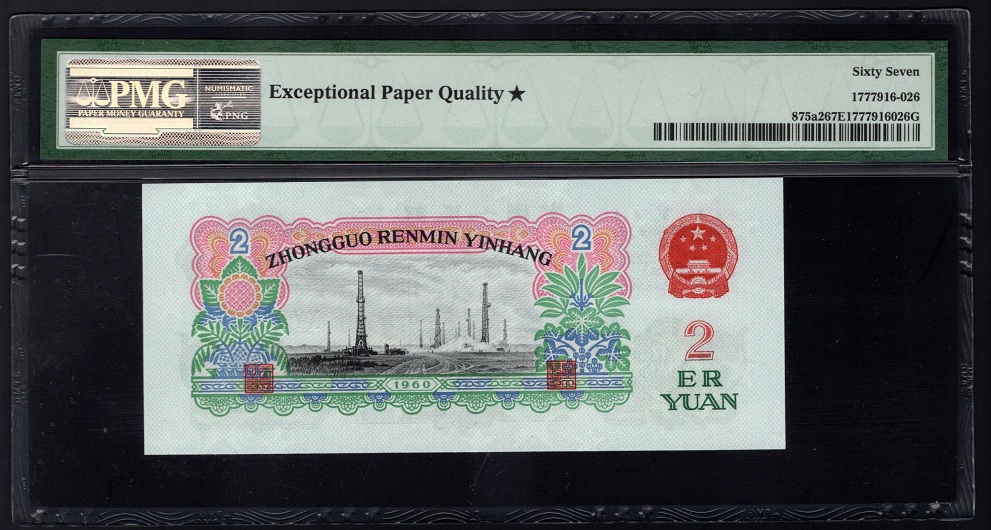 PMG
PAPER MONEY GUARANTY
NUMISMATIC
PNG
Exceptional Paper Quality ★
Sixty Seven
1777916-026
875a267E1777916026G
2
ZHONGGUO RENMIN YINHANG
2
1960
2
ER
YUAN